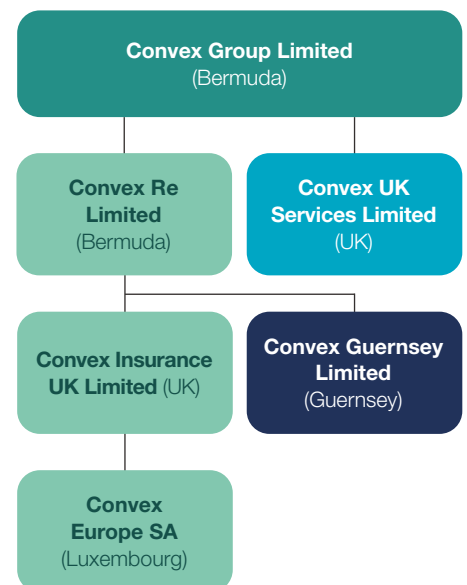 Convex Group Limited
(Bermuda)
Convex Re
Limited
(Bermuda)
Convex UK
Services Limited
(UK)
Convex Insurance
UK Limited (UK)
Convex Guernsey
Limited
(Guernsey)
Convex
Europe SA
(Luxembourg)